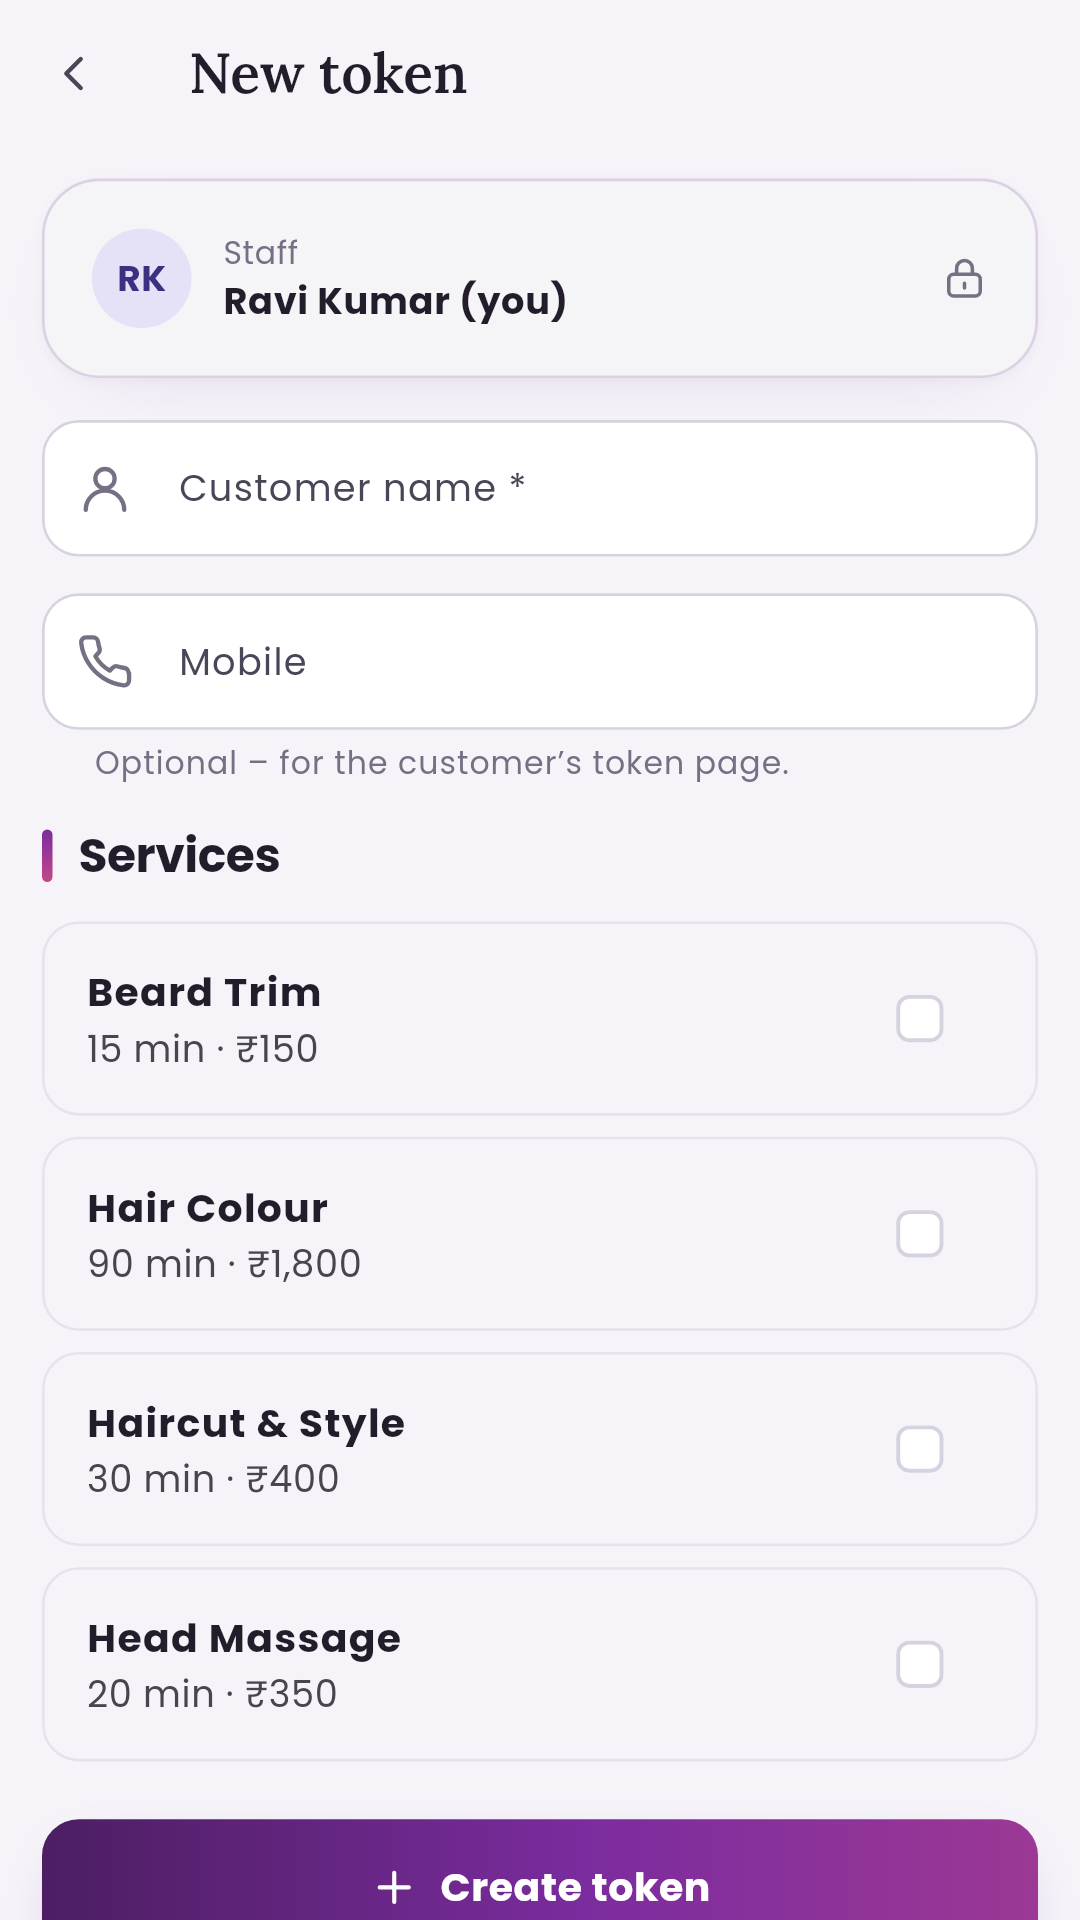 New token
RK
Staff
Ravi Kumar (you)
Customer name *
Mobile
Optional – for the customer’s token page.
Services
Beard Trim
15 min · ₹150
Hair Colour
90 min · ₹1,800
Haircut & Style
30 min · ₹400
Head Massage
20 min · ₹350
Create token